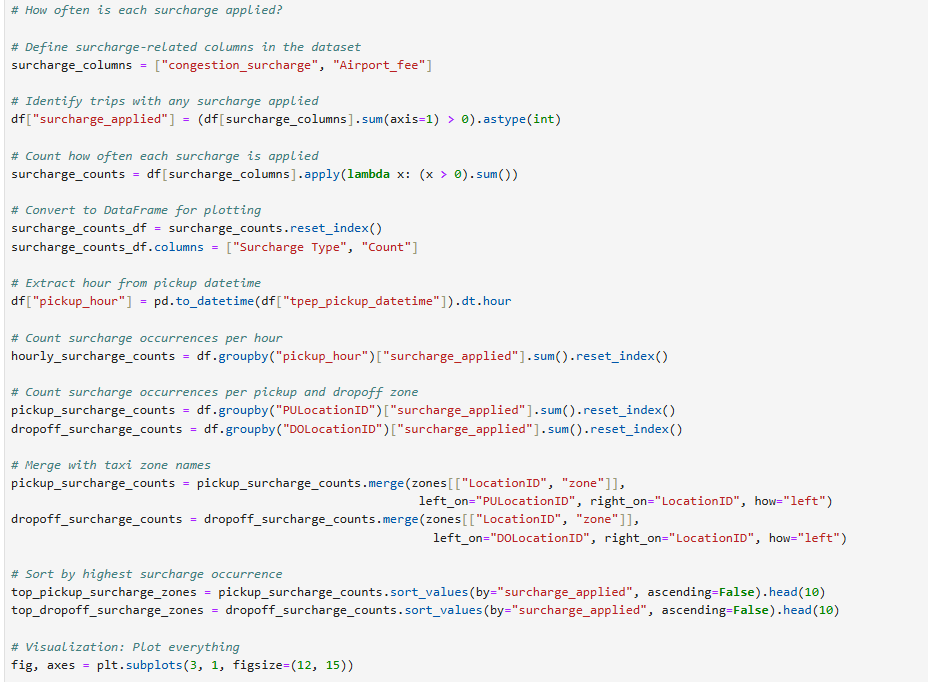 # How often is each surcharge applied?
# Define surcharge-related columns in the dataset
surcharge_columns = ["congestion_surcharge", "Airport_fee"]
# Identify trips with any surcharge applied
df["surcharge_applied"] = (df[surcharge_columns].sum(axis=1) > 0).astype(int)
# Count how often each surcharge is applied
surcharge_counts = df[surcharge_columns].apply(lambda x: (x > 0).sum())
# Convert to DataFrame for plotting
surcharge_counts_df = surcharge_counts.reset_index()
surcharge_counts_df.columns = ["Surcharge Type", "Count"]
# Extract hour from pickup datetime
df["pickup_hour"] = pd.to_datetime(df["tpep_pickup_datetime"]).dt.hour
# Count surcharge occurrences per hour
hourly_surcharge_counts = df.groupby("pickup_hour")["surcharge_applied"].sum().reset_index()
# Count surcharge occurrences per pickup and dropoff zone
pickup_surcharge_counts = df.groupby("PULocationID")["surcharge_applied"].sum().reset_index()
dropoff_surcharge_counts = df.groupby("DOLocationID")["surcharge_applied"].sum().reset_index()
# Merge with taxi zone names
pickup_surcharge_counts = pickup_surcharge_counts.merge(zones[["LocationID", "zone"]],
left_on="PULocationID", right_on="LocationID", how="left")
dropoff_surcharge_counts = dropoff_surcharge_counts.merge(zones[["LocationID", "zone"]],
left_on="DOLocationID", right_on="LocationID", how="left")
# Sort by highest surcharge occurrence
top_pickup_surcharge_zones = pickup_surcharge_counts.sort_values(by="surcharge_applied", ascending=False).head(10)
top_dropoff_surcharge_zones = dropoff_surcharge_counts.sort_values(by="surcharge_applied", ascending=False).head(10)
# Visualization: Plot everything
fig, axes = plt.subplots(3, 1, figsize=(12, 15))